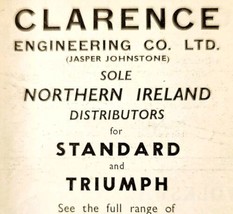 CLARENCE
ENGINEERING CO. LTD.
(JASPER JOHNSTONE)
SOLE
NORTHERN IRELAND
DISTRIBUTORS
for
STANDARD
and
TRIUMPH
See the full range of